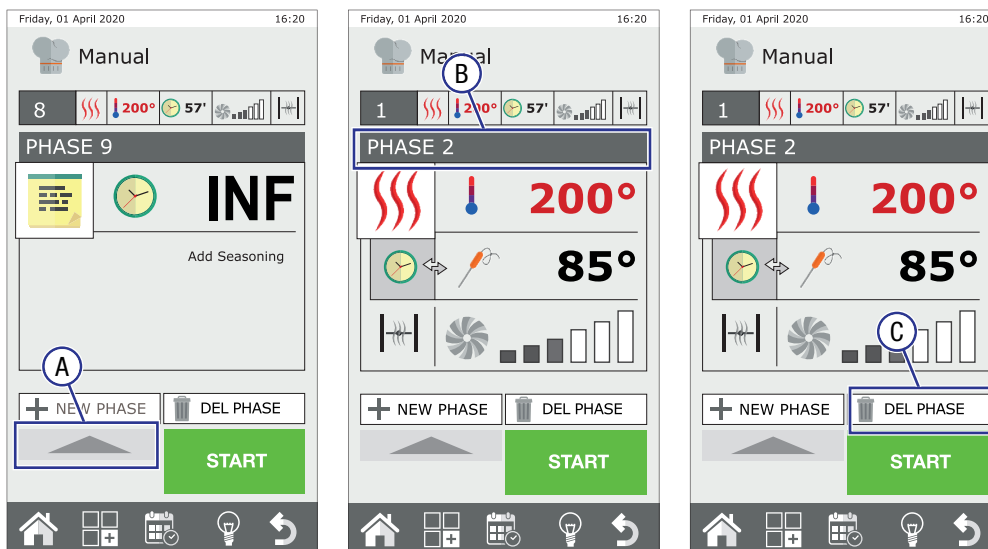 Friday, 01 April 2020 16:20
Manual
8 200° 57'
PHASE 9
INF
Add Seasoning
A
NEW PHASE DEL PHASE
START
Friday, 01 April 2020 16:20
Manual
B
1 200° 57'
PHASE 2
200°
85°
NEW PHASE DEL PHASE
START
Friday, 01 April 2020 16:20
Manual
1 200° 57'
PHASE 2
200°
85°
C
NEW PHASE DEL PHASE
START